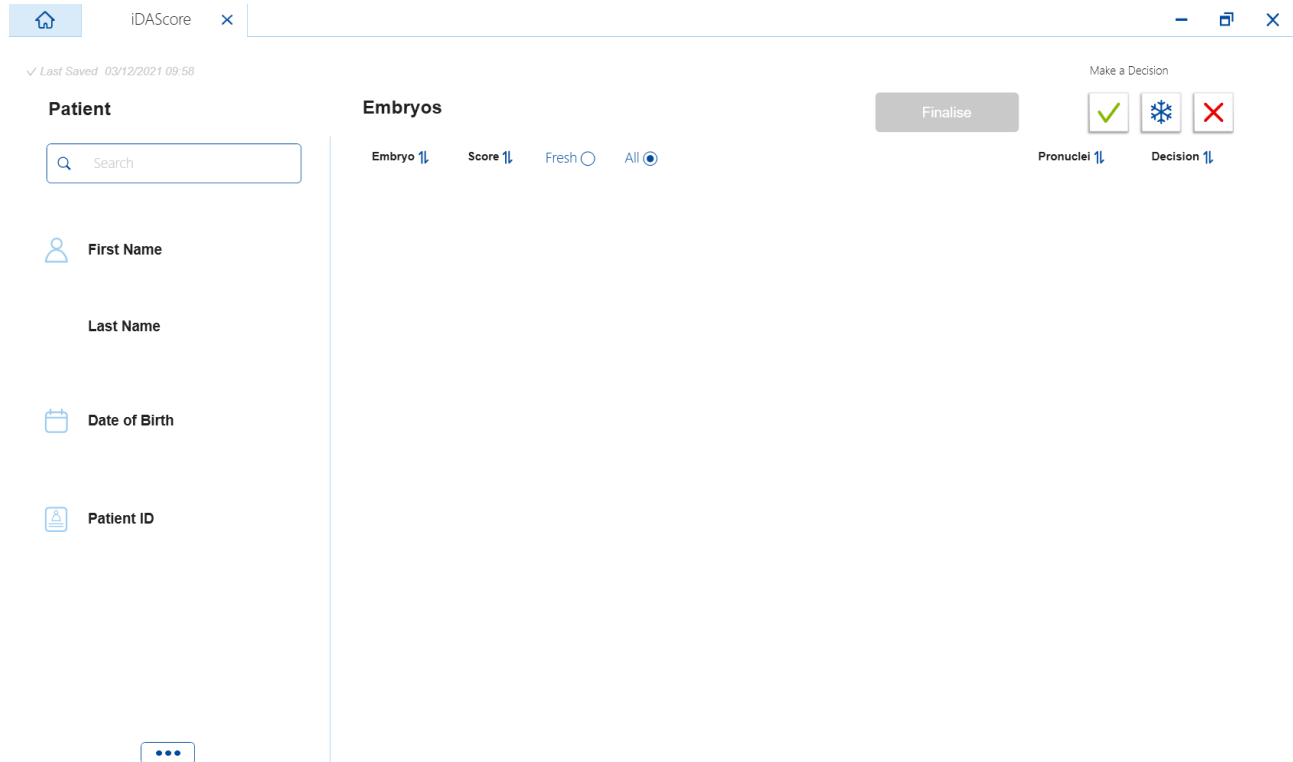 iDAScore
Last Saved 03/12/2021 09:58
Make a Decision
Patient
Embryos
Finalise
Search
Embryo Score Fresh All Pronuclei Decision
First Name
Last Name
Date of Birth
Patient ID